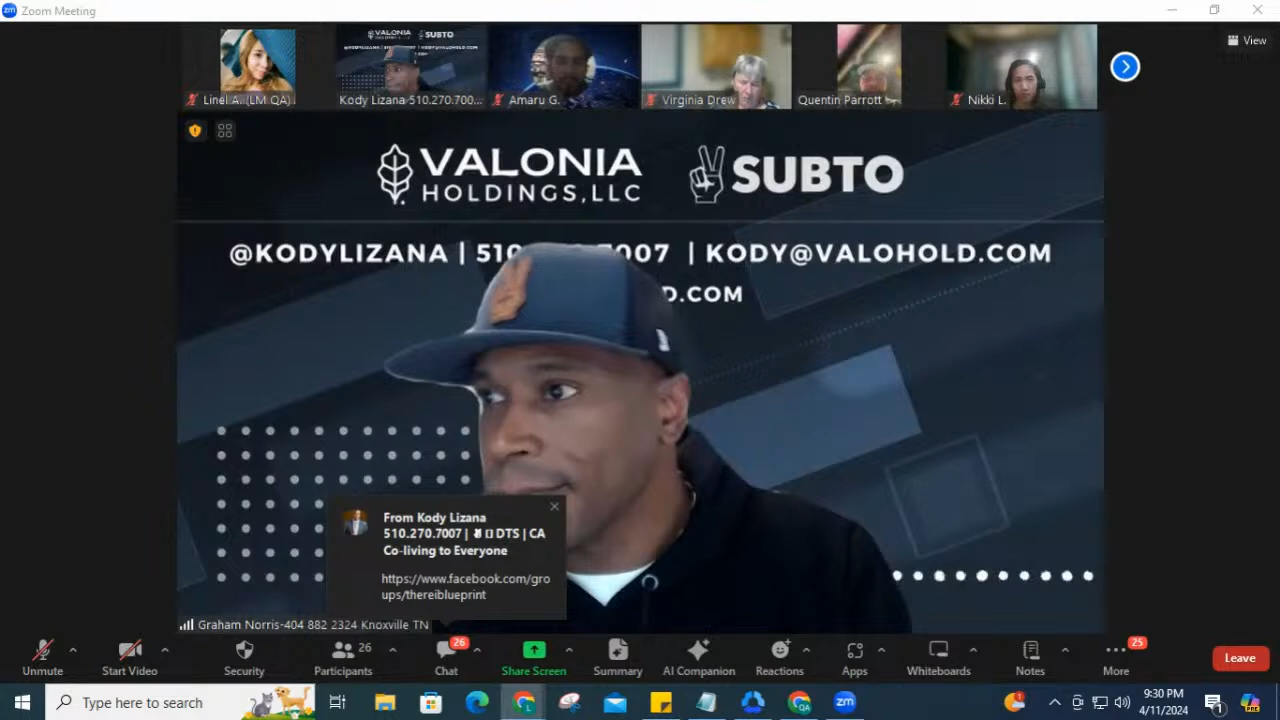 Zoom Meeting
View
Linel A. (LM QA)
Kody Lizana-510.270.700...
Amaru G.
Virginia Drew
Quentin Parrott
Nikki L.
VALONIA
HOLDINGS,LLC
SUBTO
@KODYLIZANA | 510 7007 | KODY@VALOHOLD.COM
D.COM
From Kody Lizana
510.270.7007 | DTS | CA
Co-living to Everyone
https://www.facebook.com/gro
ups/thereiblueprint
Graham Norris-404 882 2324 Knoxville TN
26
26
25
Unmute
Start Video
Security
Participants
Chat
Share Screen
Summary
AI Companion
Reactions
Apps
Whiteboards
Notes
More
Leave
Type here to search
9:30 PM
4/11/2024